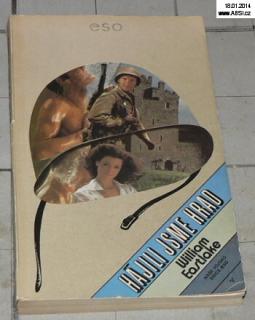 18.01.2014
www.ABSI.cz
eso
HÁJILI JSME HRAD
William
Eastlake